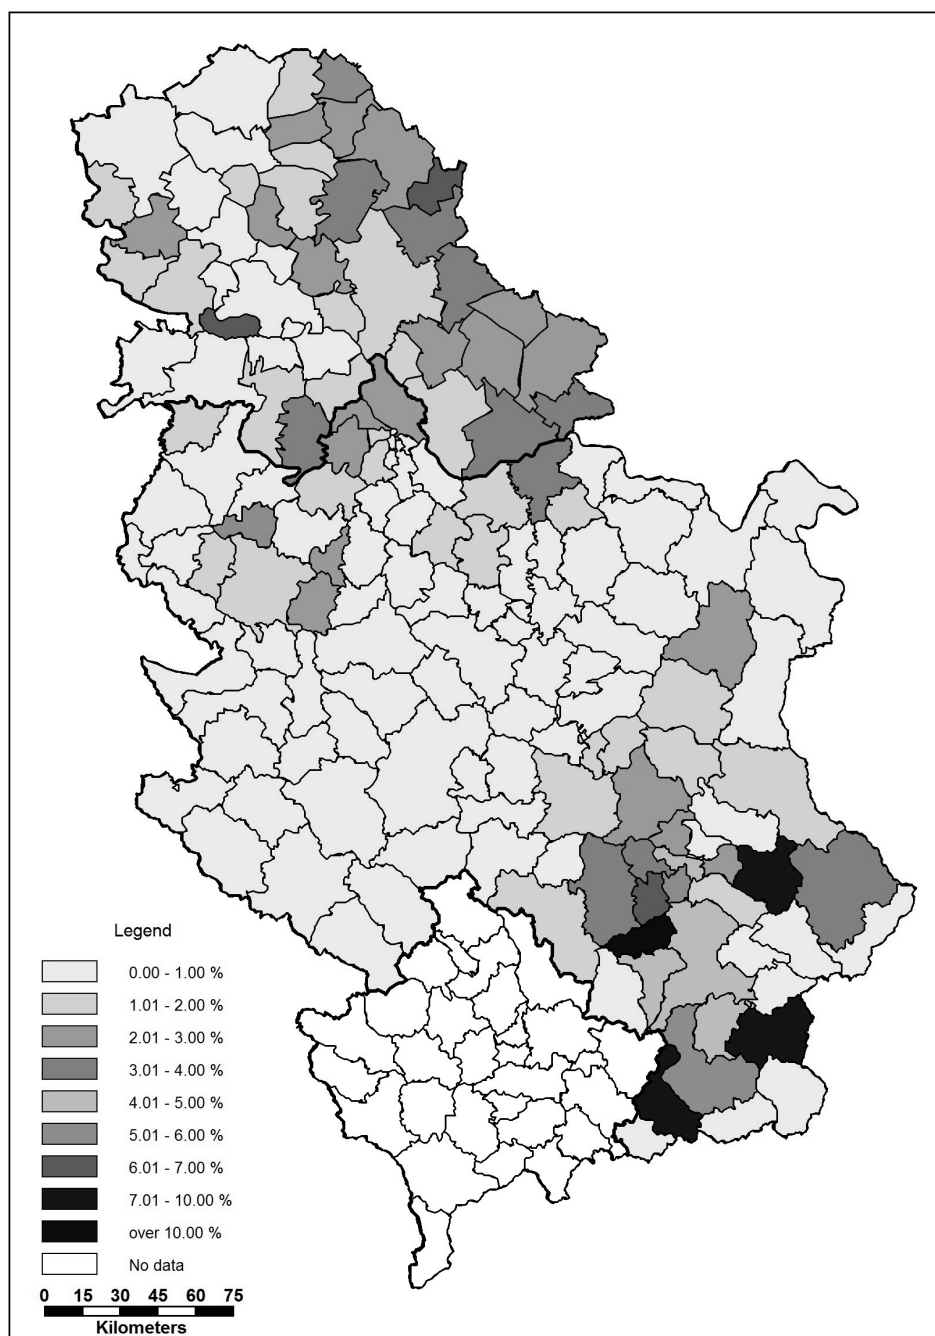 Legend
0.00 - 1.00 %
1.01 - 2.00 %
2.01 - 3.00 %
3.01 - 4.00 %
4.01 - 5.00 %
5.01 - 6.00 %
6.01 - 7.00 %
7.01 - 10.00 %
over 10.00 %
No data
0 15 30 45 60 75
Kilometers